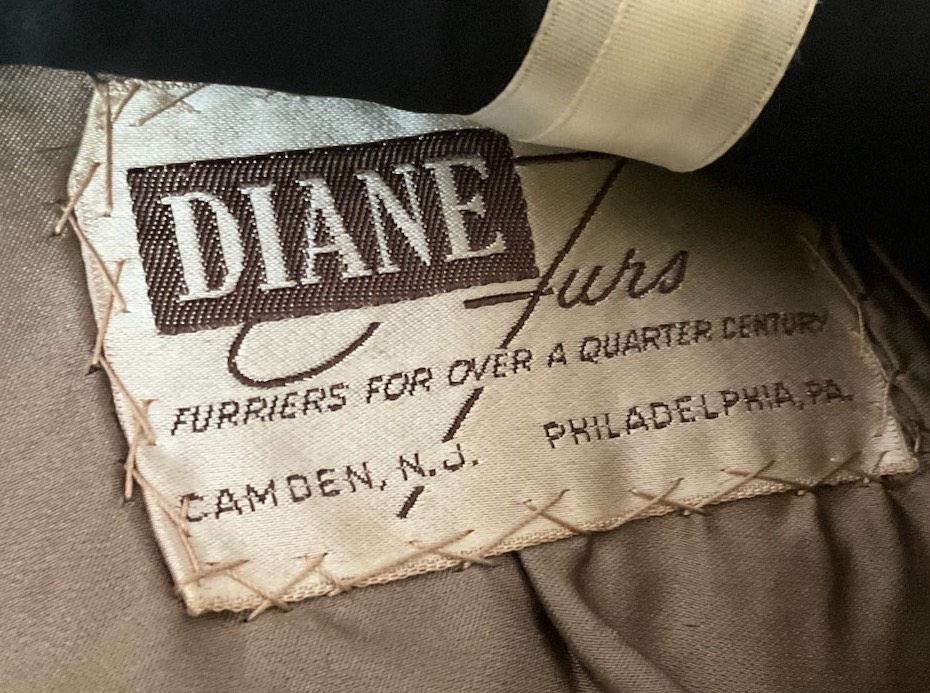 DIANE
Furs
FURRIERS FOR OVER A QUARTER CENTURY
CAMDEN, N.J. PHILADELPHIA, PA.